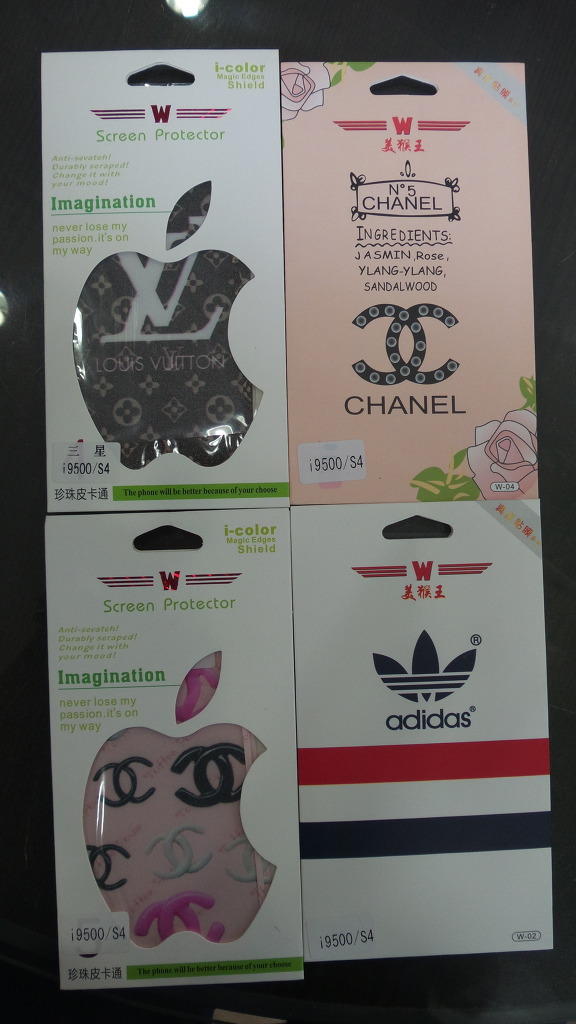 i-color
Magic Edges
Shield
W
Screen Protector
Anti-sevatch!
Durably seraped!
Change it with
your mood!
Imagination
never lose my
passion.it's on
my way
LOUIS VUITTON
三 星
i9500/S4
珍珠皮卡通
The phone will be better because of your choose
W
美猴王
N°5
CHANEL
INGREDIENTS:
JASMIN, Rose,
YLANG-YLANG,
SANDALWOOD
CHANEL
i9500/S4
W-04
i-color
Magic Edges
Shield
W
Screen Protector
Anti-sevatch!
Durably seraped!
Change it with
your mood!
Imagination
never lose my
passion.it's on
my way
i9500/S4
珍珠皮卡通
The phone will be better because of your choose
W
美猴王
®
adidas®
i9500/S4
W-02